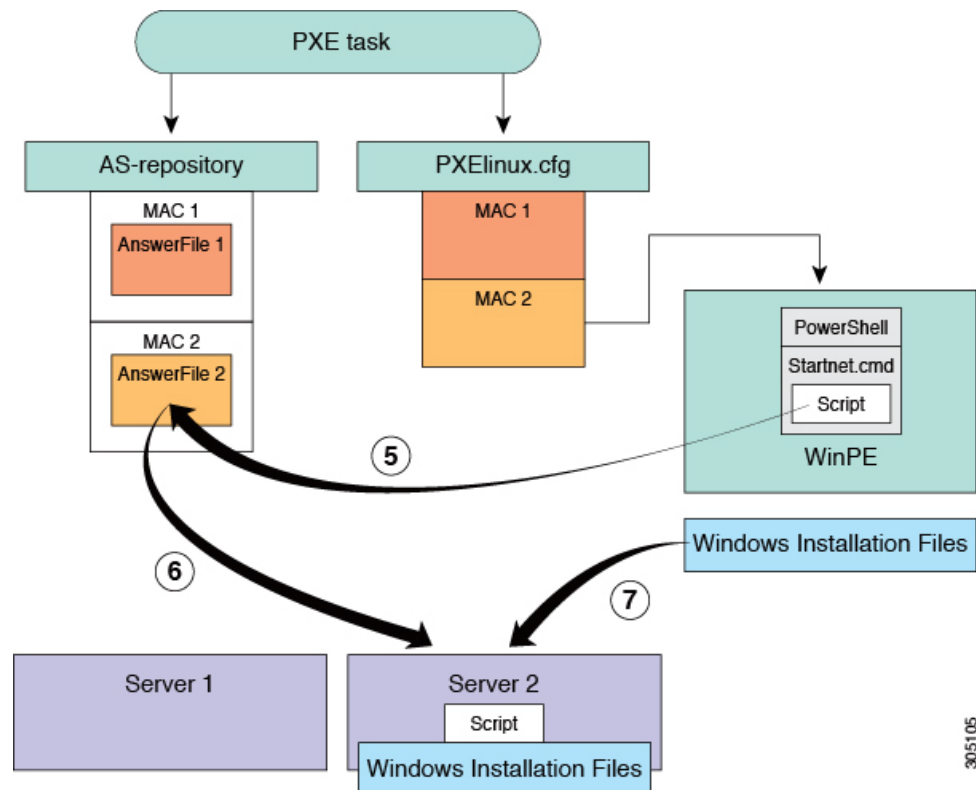 PXE task
AS-repository
PXElinux.cfg
MAC 1
AnswerFile 1
MAC 2
AnswerFile 2
MAC 1
MAC 2
PowerShell
Startnet.cmd
Script
WinPE
5
Windows Installation Files
6
7
Server 1
Server 2
Script
Windows Installation Files
305105